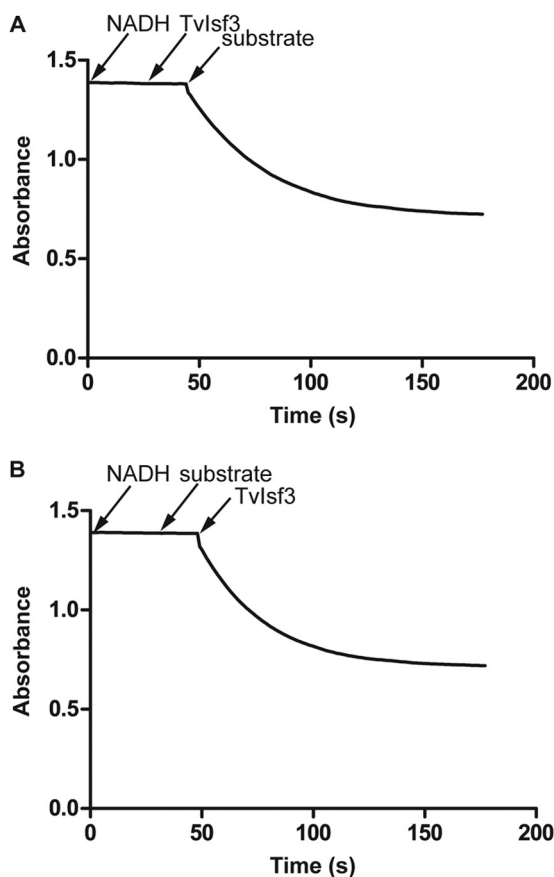 A
NADH TvIsf3
substrate
1.5
1.0
0.5
0.0
Absorbance
0 50 100 150 200
Time (s)
B
NADH substrate
TvIsf3
1.5
1.0
0.5
0.0
Absorbance
0 50 100 150 200
Time (s)